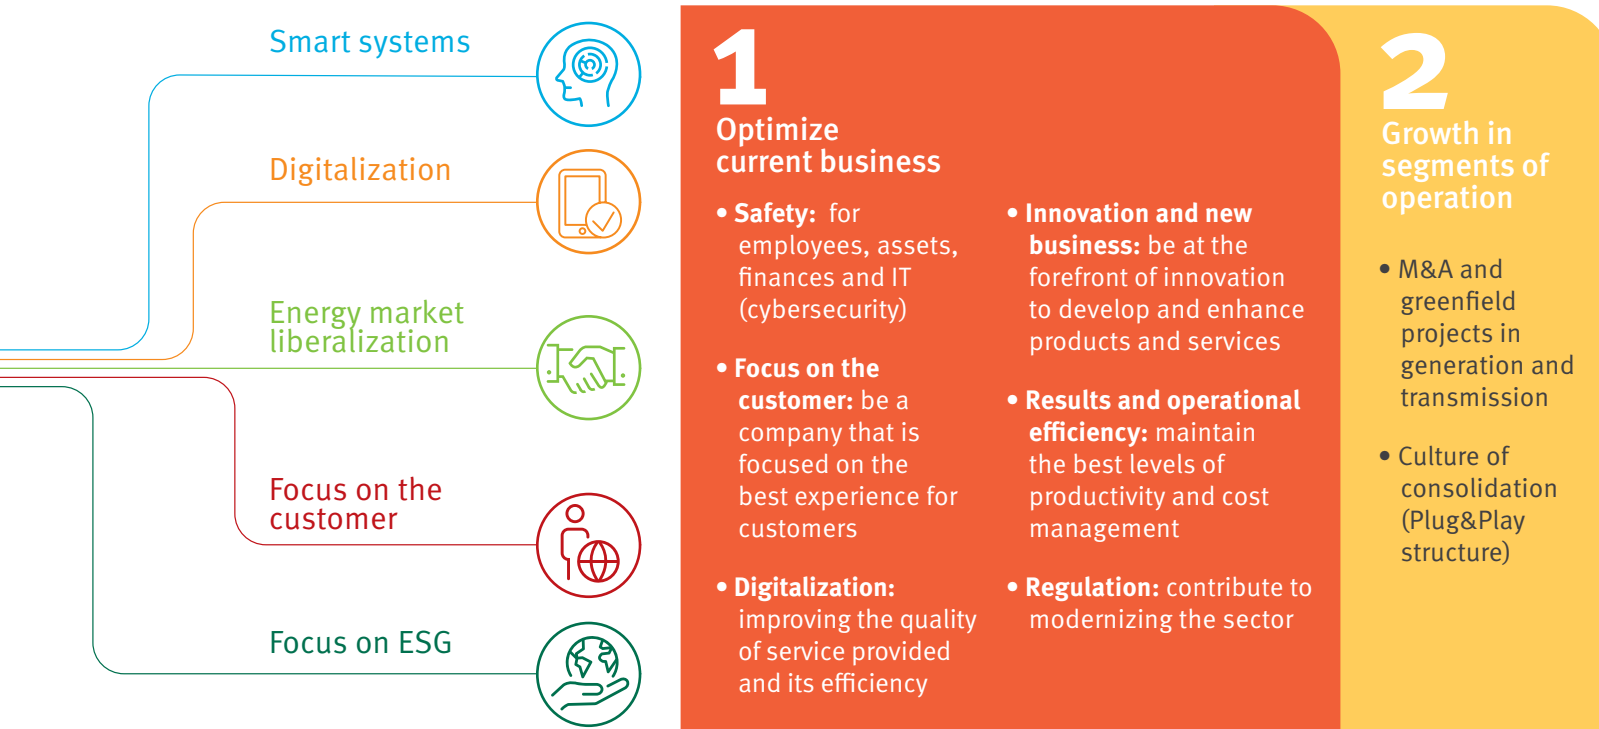 Smart systems
Digitalization
Energy market
liberalization
Focus on the
customer
Focus on ESG
1
Optimize
current business
• Safety: for
employees, assets,
finances and IT
(cybersecurity)
• Focus on the
customer: be a
company that is
focused on the
best experience for
customers
• Digitalization:
improving the quality
of service provided
and its efficiency
• Innovation and new
business: be at the
forefront of innovation
to develop and enhance
products and services
• Results and operational
efficiency: maintain
the best levels of
productivity and cost
management
• Regulation: contribute to
modernizing the sector
2
Growth in
segments of
operation
• M&A and
greenfield
projects in
generation and
transmission
• Culture of
consolidation
(Plug&Play
structure)